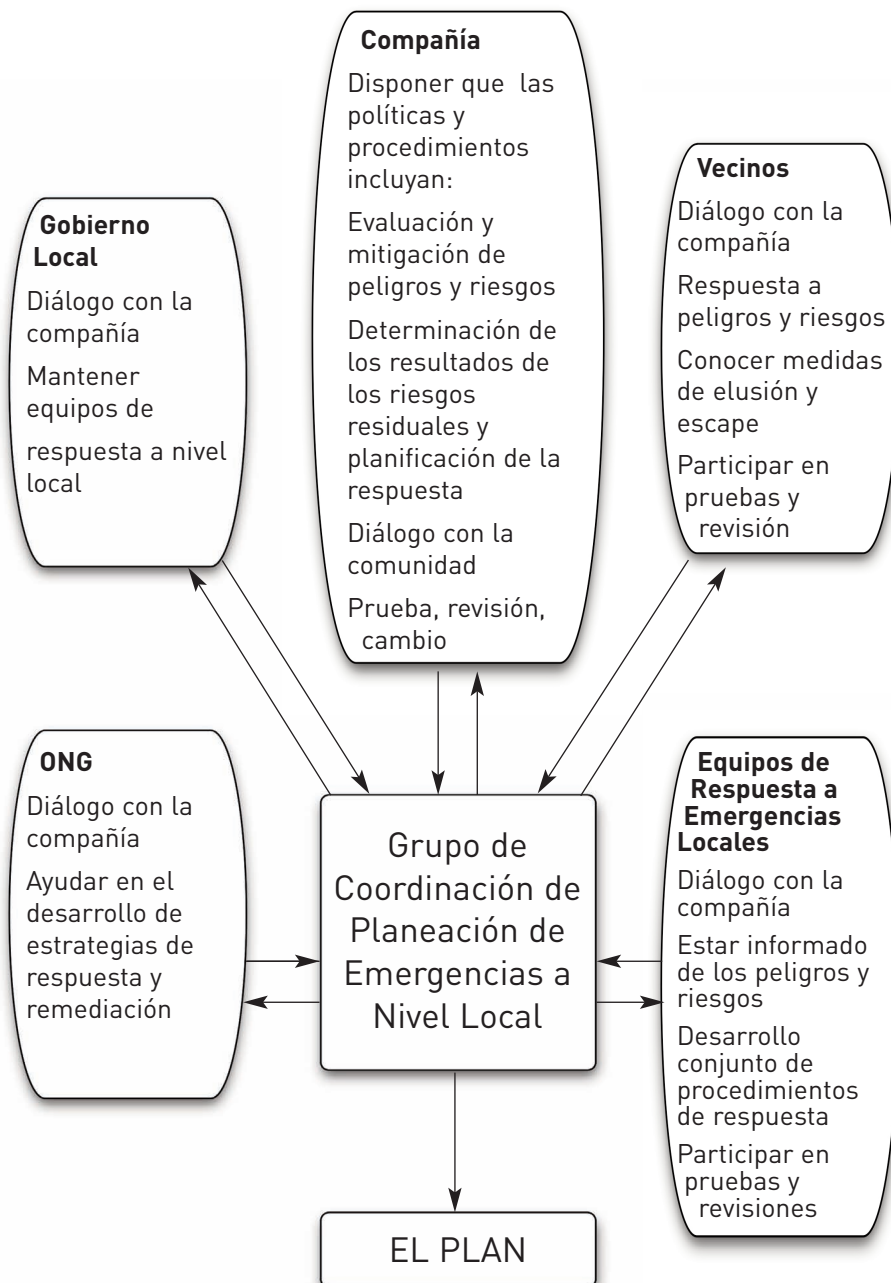 Compañía
Disponer que las
políticas y
procedimientos
incluyan:
Evaluación y
mitigación de
peligros y riesgos
Determinación de
los resultados de
los riesgos
residuales y
planificación de la
respuesta
Diálogo con la
comunidad
Prueba, revisión,
cambio
Gobierno
Local
Diálogo con la
compañía
Mantener
equipos de
respuesta a nivel
local
Vecinos
Diálogo con la
compañía
Respuesta a
peligros y riesgos
Conocer medidas
de elusión y
escape
Participar en
pruebas y
revisión
ONG
Diálogo con la
compañía
Ayudar en el
desarrollo de
estrategias de
respuesta y
remediación
Grupo de
Coordinación de
Planeación de
Emergencias a
Nivel Local
Equipos de
Respuesta a
Emergencias
Locales
Diálogo con la
compañía
Estar informado
de los peligros y
riesgos
Desarrollo
conjunto de
procedimientos
de respuesta
Participar en
pruebas y
revisiones
EL PLAN